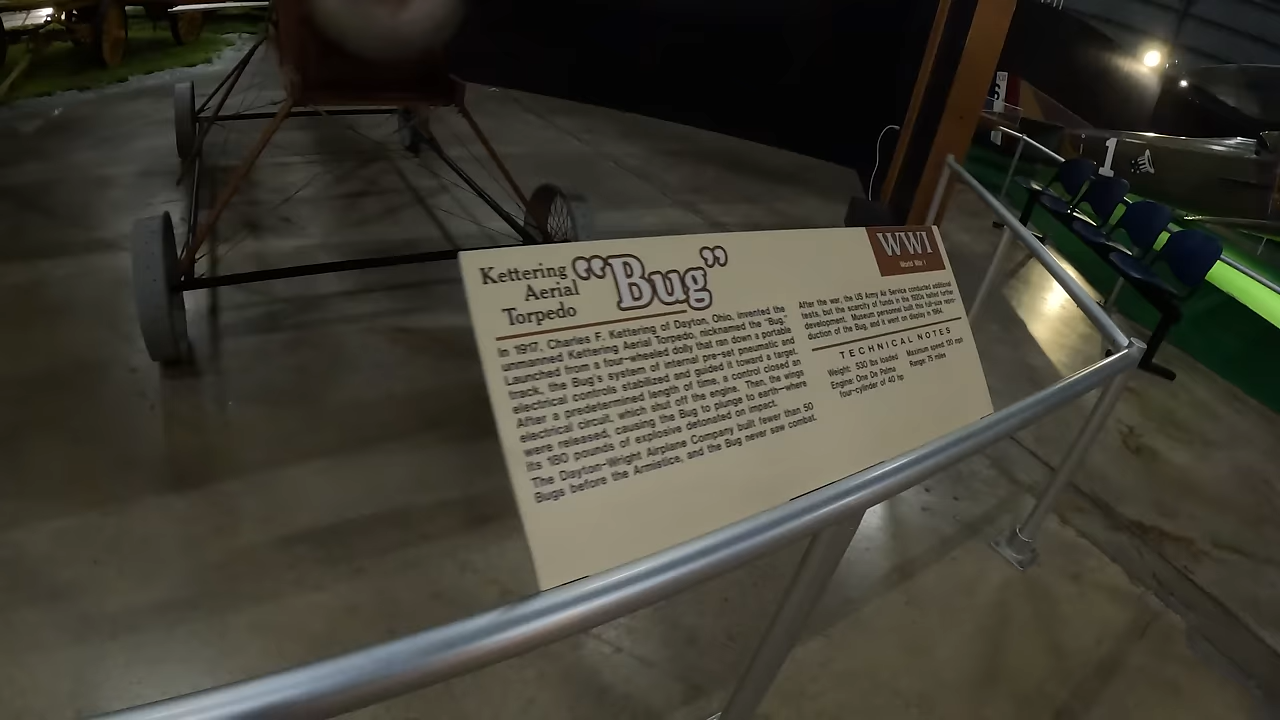 Kettering
Aerial
Torpedo
“Bug”
WWI
World War I
In 1917, Charles F. Kettering of Dayton, Ohio, invented the
unmanned Kettering Aerial Torpedo, nicknamed the "Bug."
Launched from a four-wheeled dolly that ran down a portable
track, the Bug's system of internal pre-set pneumatic and
electrical controls stabilized and guided it toward a target.
After a predetermined length of time, a control closed an
electrical circuit, which shut off the engine. Then, the wings
were released, causing the Bug to plunge to earth—where
its 180 pounds of explosive detonated on impact.
The Dayton-Wright Airplane Company built fewer than 50
Bugs before the Armistice, and the Bug never saw combat.
After the war, the US Army Air Service conducted additional
tests, but the scarcity of funds in the 1920s halted further
development. Museum personnel built this full-size repro-
duction of the Bug, and it went on display in 1964.
TECHNICAL NOTES
Weight: 530 lbs loaded
Engine: One De Palma
four-cylinder of 40 hp
Maximum speed: 120 mph
Range: 75 miles
1